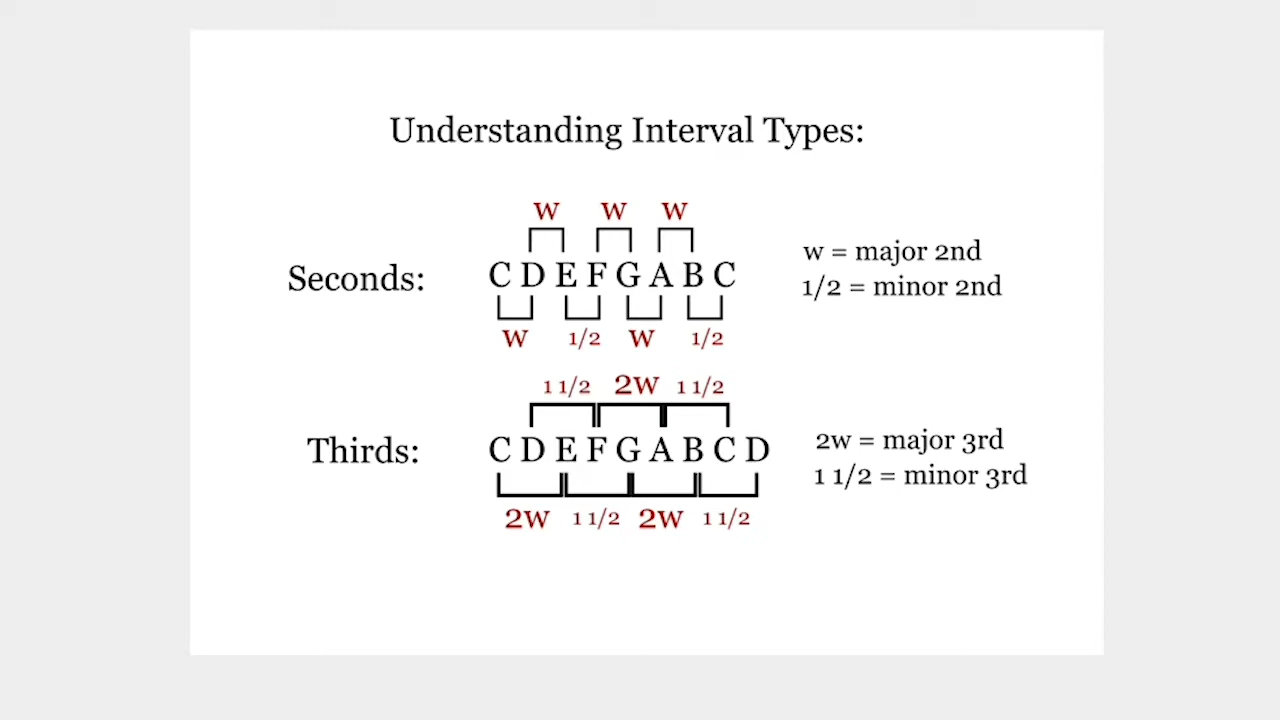 Understanding Interval Types:
w w w
Seconds: C D E F G A B C
w 1/2 w 1/2
w = major 2nd
1/2 = minor 2nd
1 1/2 2w 1 1/2
Thirds: C D E F G A B C D
2w 1 1/2 2w 1 1/2
2w = major 3rd
1 1/2 = minor 3rd